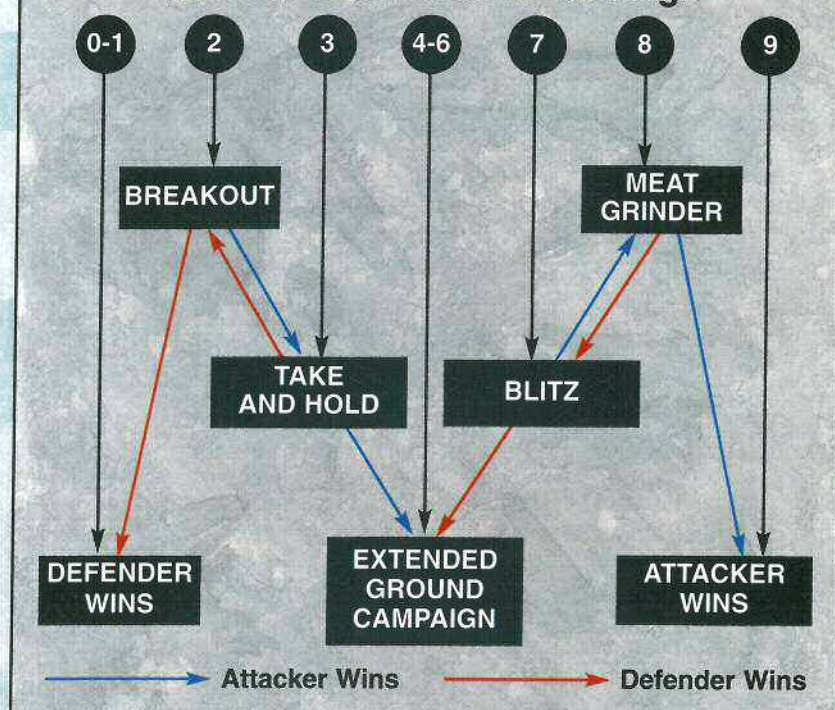 0-1
2
3
4-6
7
8
9
BREAKOUT
MEAT
GRINDER
TAKE
AND HOLD
BLITZ
DEFENDER
WINS
EXTENDED
GROUND
CAMPAIGN
ATTACKER
WINS
Attacker Wins
Defender Wins